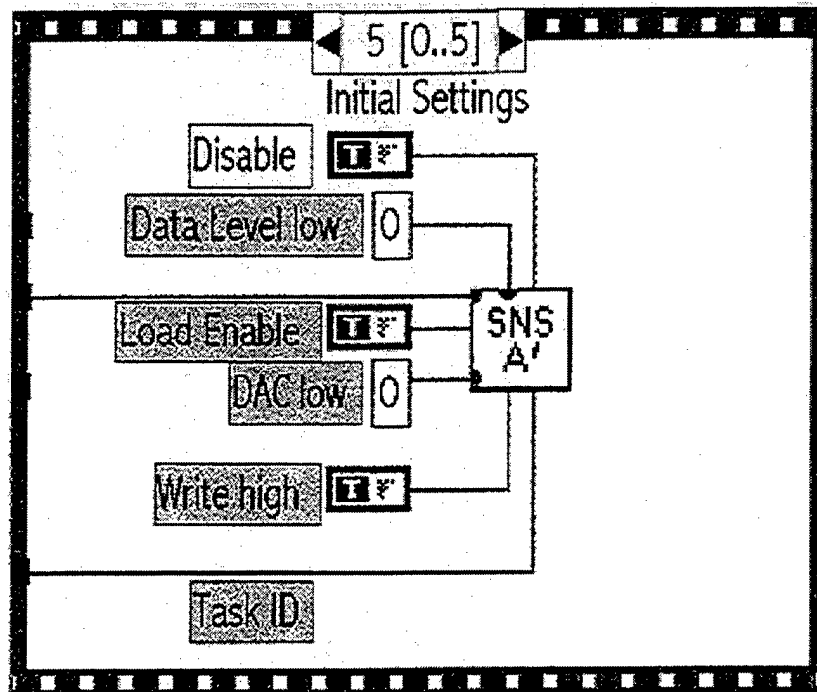 5 [0..5]
Initial Settings
Disable T F
Data Level low 0
SNS
A'
Load Enable T F
DAC low 0
Write high T F
Task ID